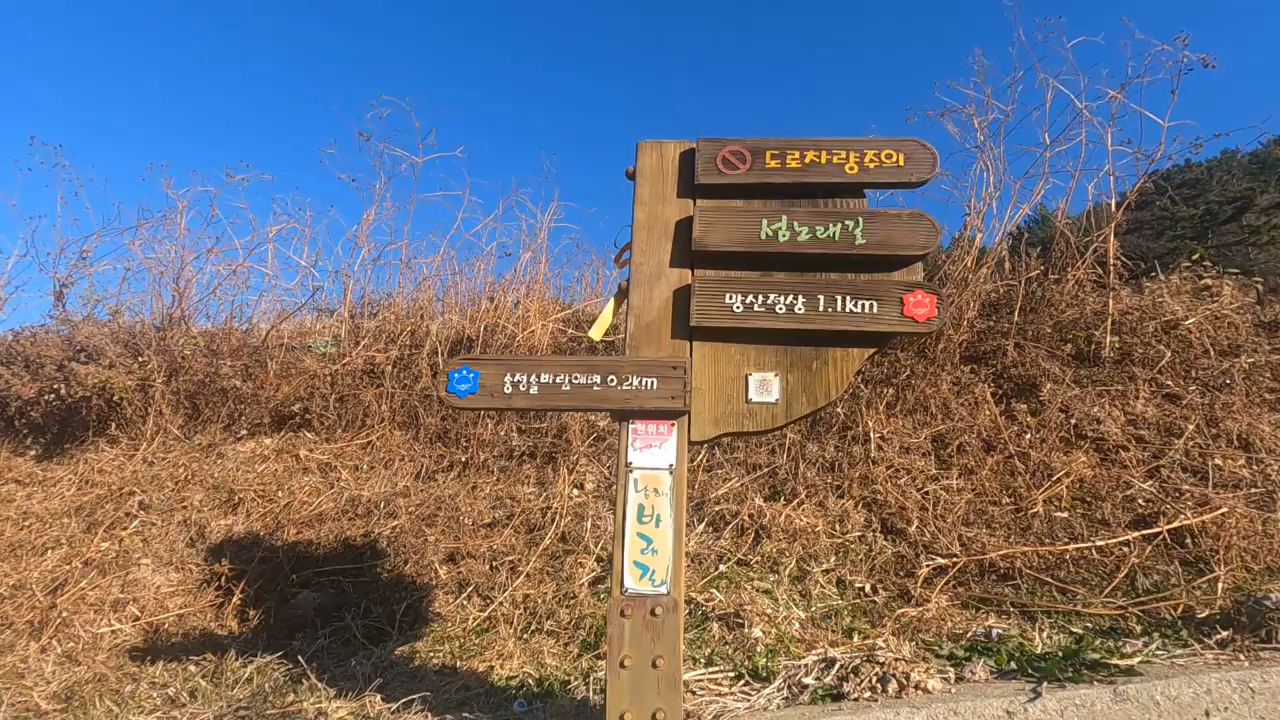 도로차량주의
섬노래길
망산정상 1.1km
송정솔바람해변 0.2km
현위치
남해
바
래
길